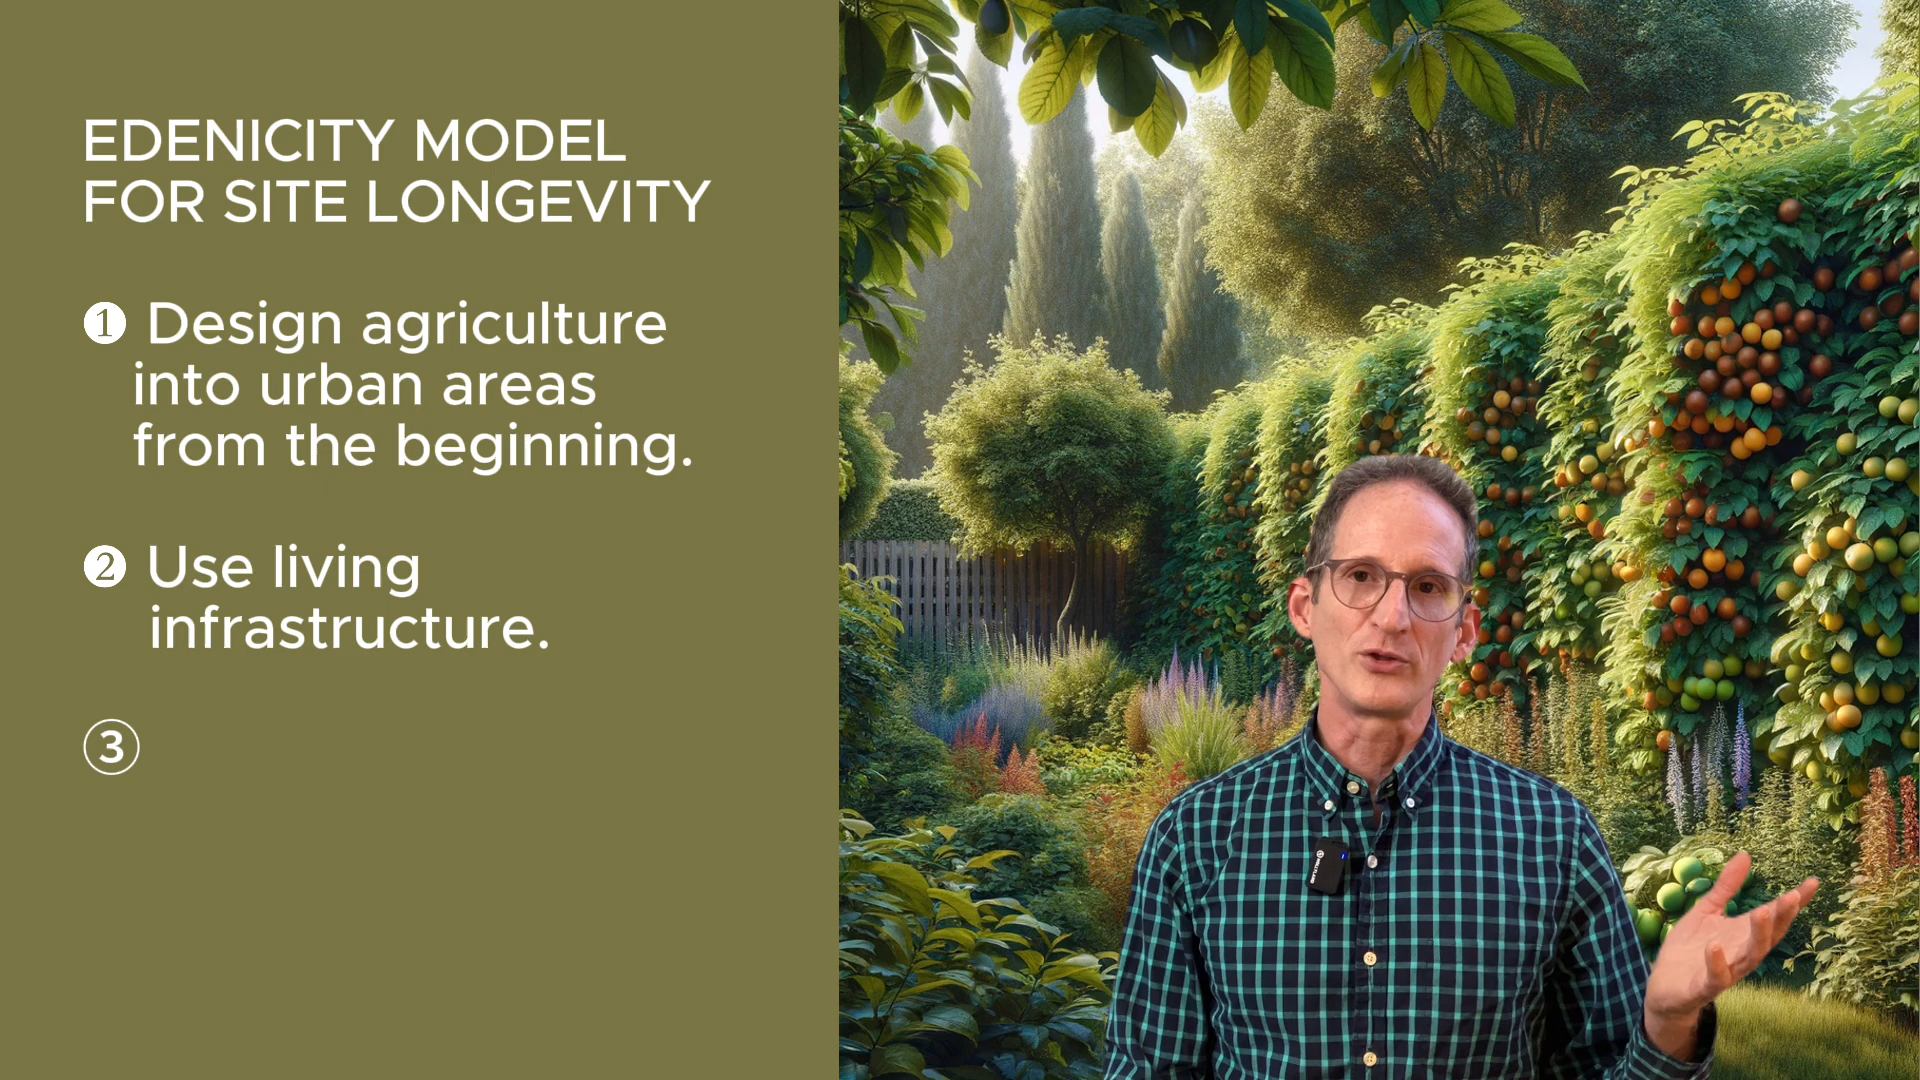 EDENICITY MODEL
FOR SITE LONGEVITY
❶ Design agriculture
into urban areas
from the beginning.
❷ Use living
infrastructure.
③
HOLLYLAND